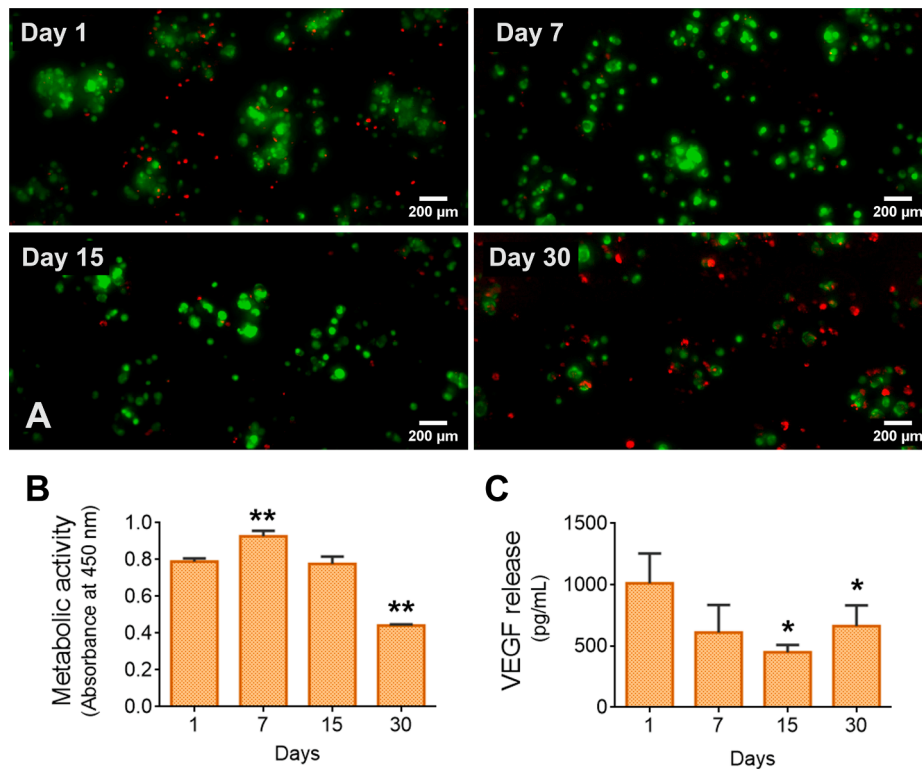 Day 1
200 µm
Day 7
200 µm
Day 15
A
200 µm
Day 30
200 µm
B
Metabolic activity
(Absorbance at 450 nm)
1.0
0.8
0.6
0.4
0.2
0.0
**
**
1 7 15 30
Days
C
VEGF release
(pg/mL)
1500
1000
500
0
*
*
1 7 15 30
Days